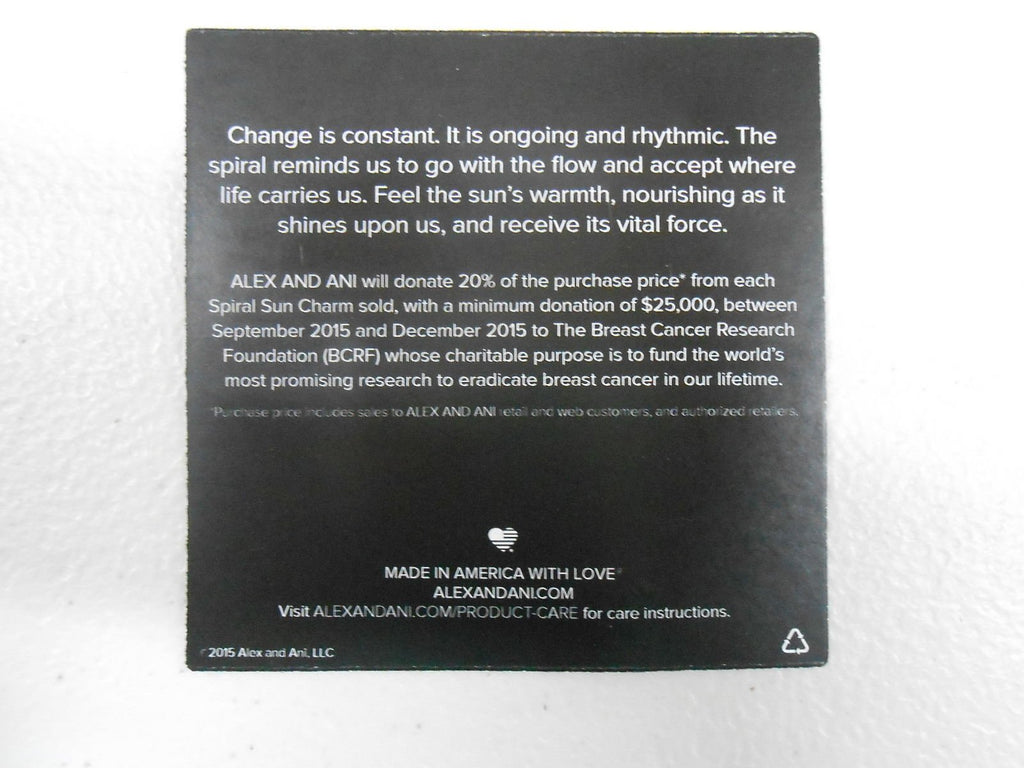 Change is constant. It is ongoing and rhythmic. The
spiral reminds us to go with the flow and accept where
life carries us. Feel the sun's warmth, nourishing as it
shines upon us, and receive its vital force.
ALEX AND ANI will donate 20% of the purchase price* from each
Spiral Sun Charm sold, with a minimum donation of $25,000, between
September 2015 and December 2015 to The Breast Cancer Research
Foundation (BCRF) whose charitable purpose is to fund the world's
most promising research to eradicate breast cancer in our lifetime.
*Purchase price includes sales to ALEX AND ANI retail and web customers, and authorized retailers.
MADE IN AMERICA WITH LOVE®
ALEXANDANI.COM
Visit ALEXANDANI.COM/PRODUCT-CARE for care instructions.
© 2015 Alex and Ani, LLC